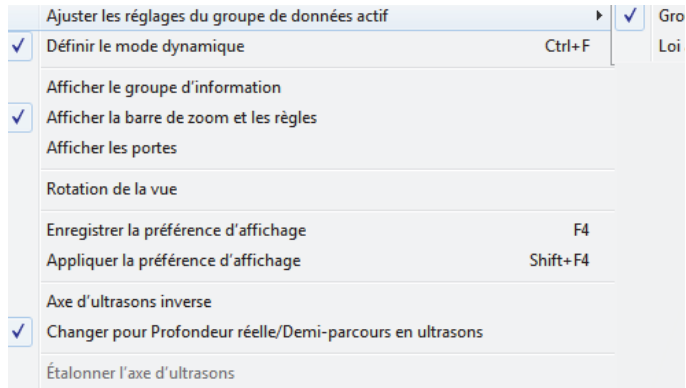 Ajuster les réglages du groupe de données actif
Définir le mode dynamique Ctrl+F
Afficher le groupe d'information
Afficher la barre de zoom et les règles
Afficher les portes
Rotation de la vue
Enregistrer la préférence d'affichage F4
Appliquer la préférence d'affichage Shift+F4
Axe d'ultrasons inverse
Changer pour Profondeur réelle/Demi-parcours en ultrasons
Étalonner l'axe d'ultrasons
Gro
Loi